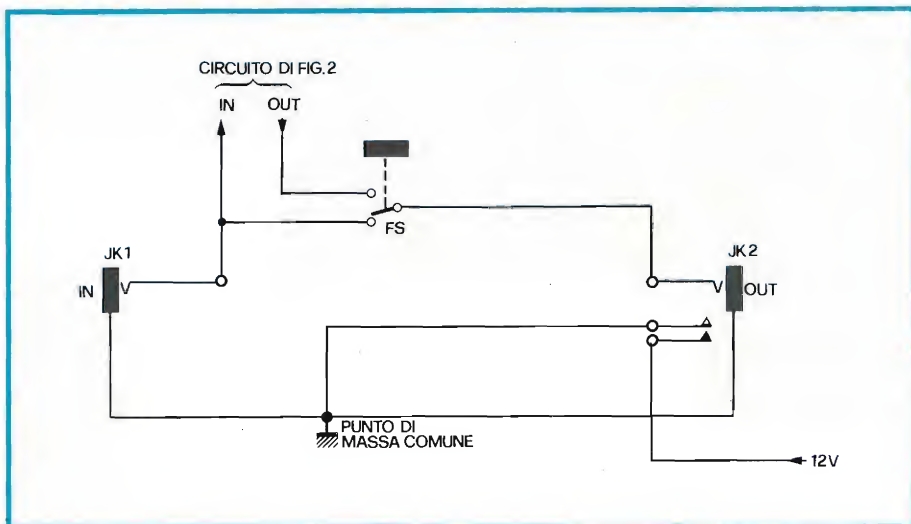 CIRCUITO DI FIG. 2
IN
OUT
FS
JK1
JK2
IN
OUT
PUNTO DI
MASSA COMUNE
12V